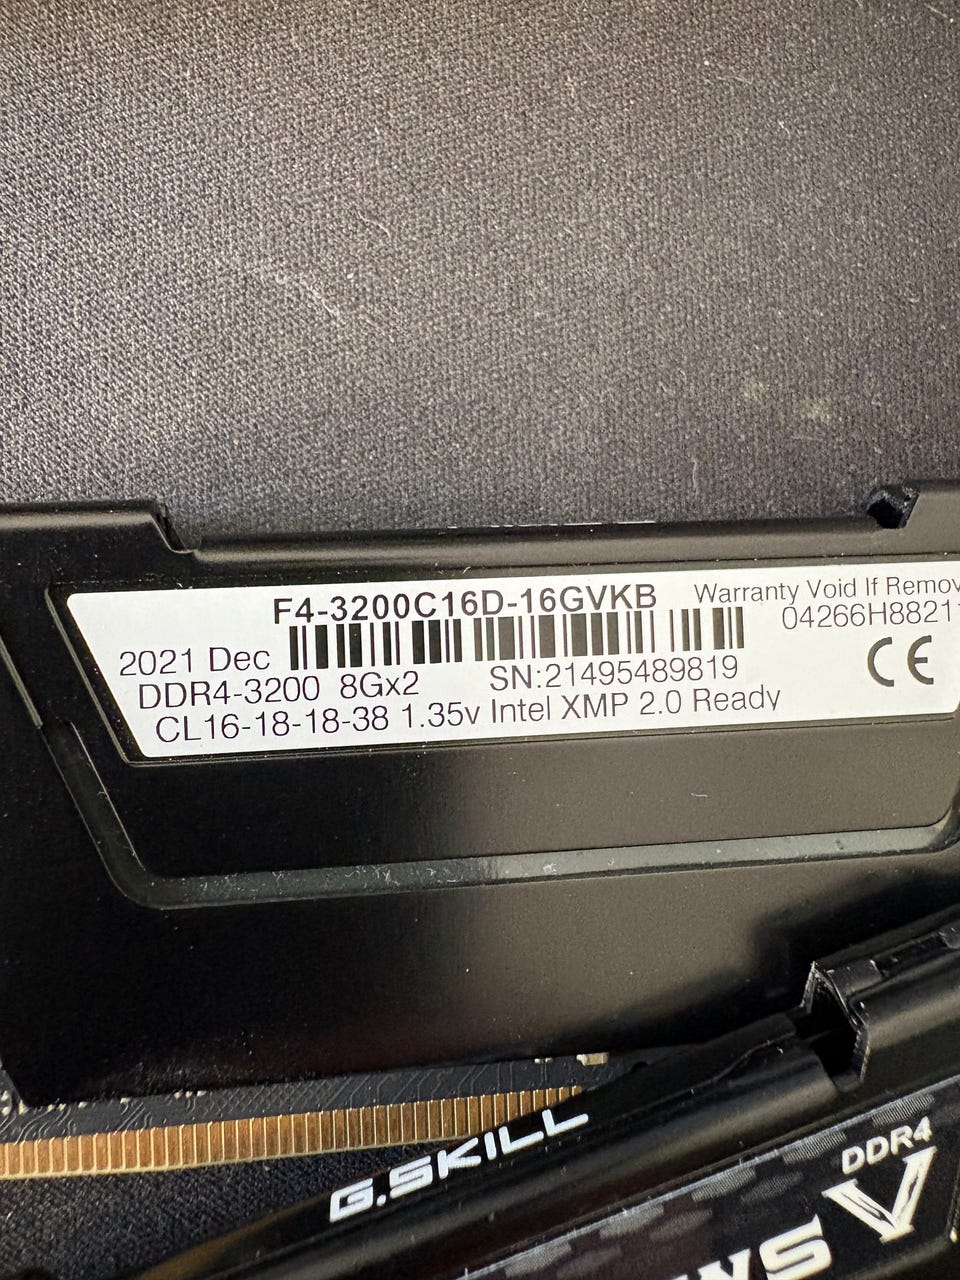 F4-3200C16D-16GVKB
Warranty Void If Remov
04266H8821
2021 Dec
DDR4-3200 8Gx2
SN:21495489819
CE
CL16-18-18-38 1.35v Intel XMP 2.0 Ready
G.SKILL
DDR4
V